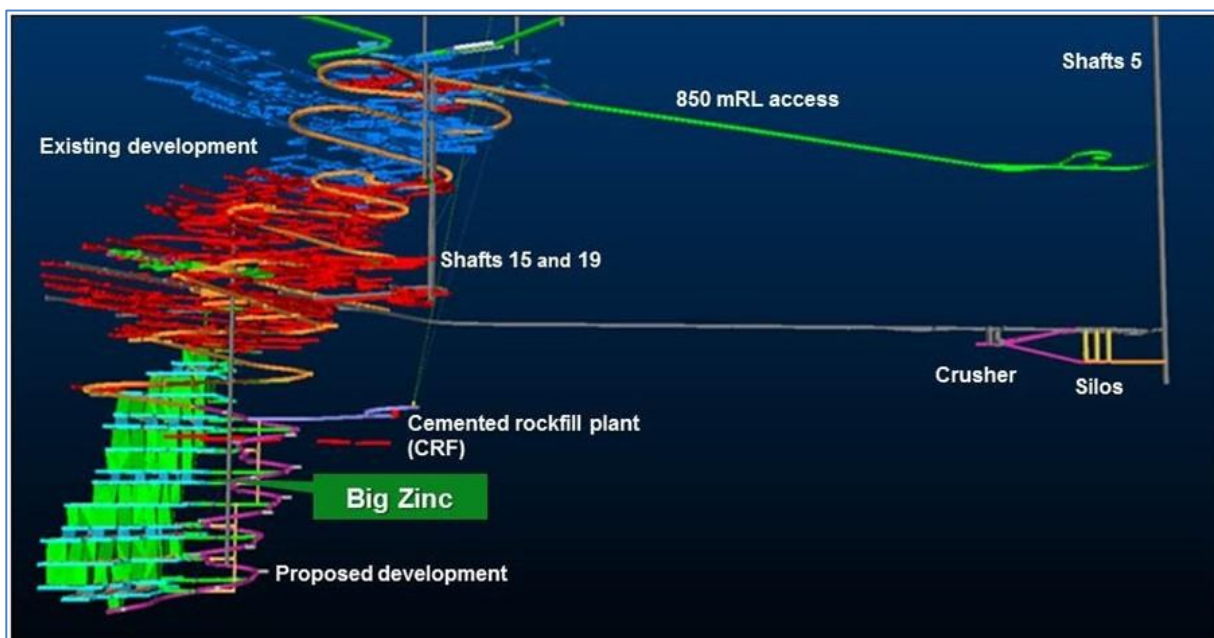 Shafts 5
850 mRL access
Existing development
Shafts 15 and 19
Crusher
Silos
Cemented rockfill plant
(CRF)
Big Zinc
Proposed development